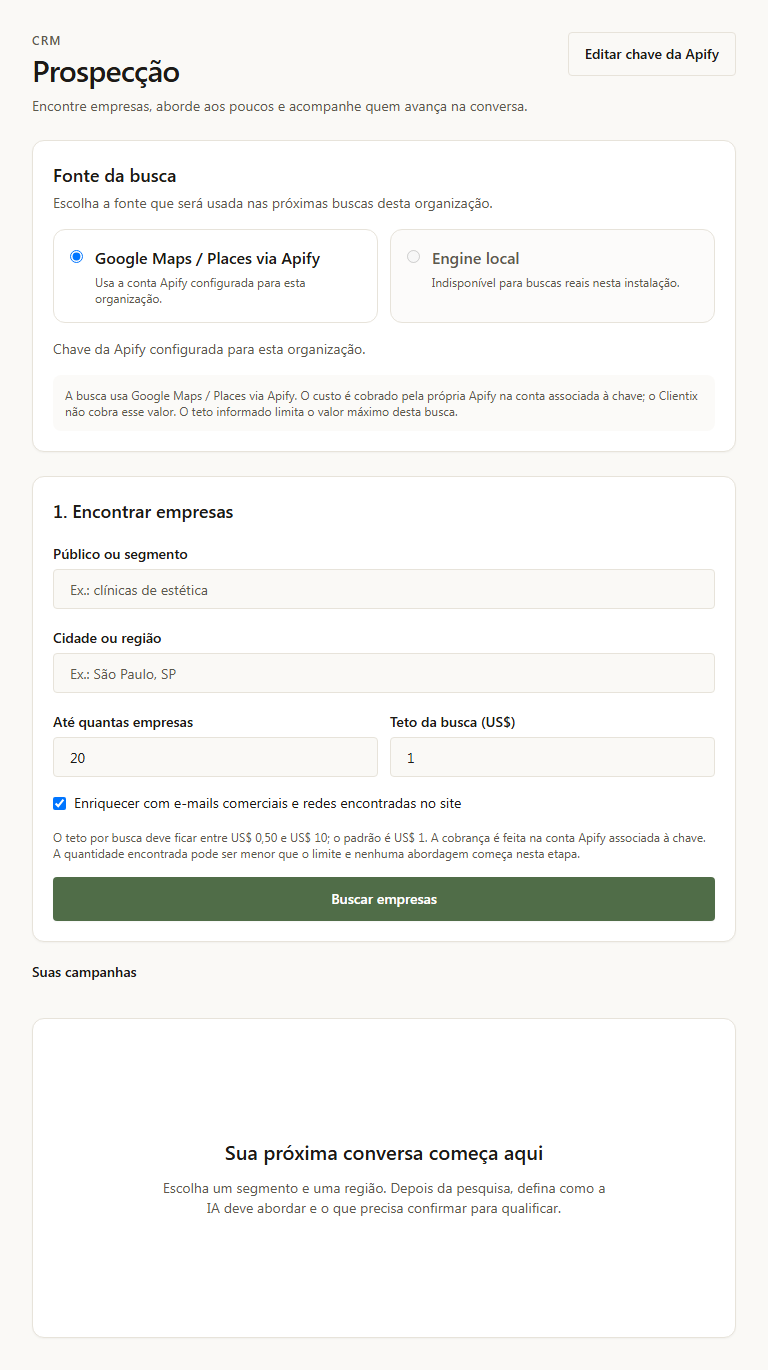 CRM
Prospecção
Editar chave da Apify
Encontre empresas, aborde aos poucos e acompanhe quem avança na conversa.
Fonte da busca
Escolha a fonte que será usada nas próximas buscas desta organização.
Google Maps / Places via Apify
Usa a conta Apify configurada para esta
organização.
Engine local
Indisponível para buscas reais nesta instalação.
Chave da Apify configurada para esta organização.
A busca usa Google Maps / Places via Apify. O custo é cobrado pela própria Apify na conta associada à chave; o Clientix
não cobra esse valor. O teto informado limita o valor máximo desta busca.
1. Encontrar empresas
Público ou segmento
Ex.: clínicas de estética
Cidade ou região
Ex.: São Paulo, SP
Até quantas empresas
20
Teto da busca (US$)
1
Enriquecer com e-mails comerciais e redes encontradas no site
O teto por busca deve ficar entre US$ 0,50 e US$ 10; o padrão é US$ 1. A cobrança é feita na conta Apify associada à chave.
A quantidade encontrada pode ser menor que o limite e nenhuma abordagem começa nesta etapa.
Buscar empresas
Suas campanhas
Sua próxima conversa começa aqui
Escolha um segmento e uma região. Depois da pesquisa, defina como a
IA deve abordar e o que precisa confirmar para qualificar.